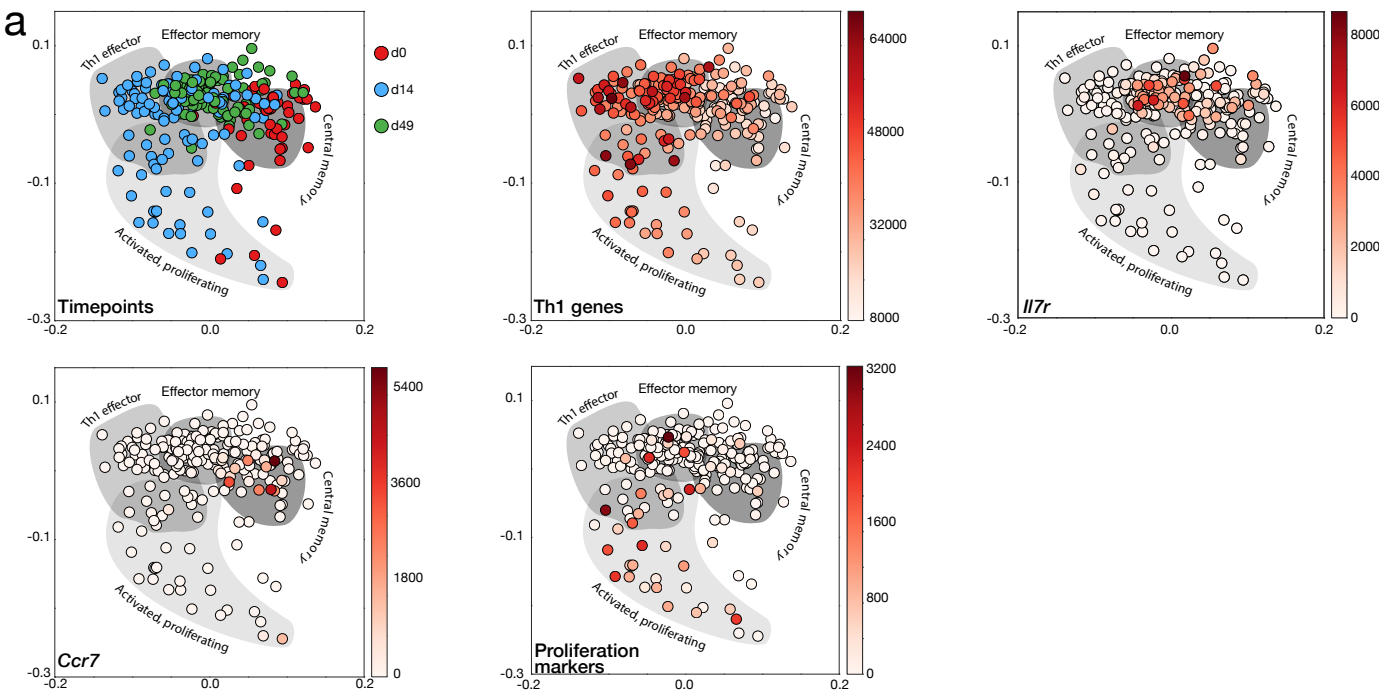 a
Th1 effector
Effector memory
Central memory
Activated, proliferating
Timepoints
0.1
-0.1
-0.3
-0.2
0.0
0.2
d0
d14
d49
Th1 effector
Effector memory
Central memory
Activated, proliferating
Th1 genes
0.1
-0.1
-0.3
-0.2
0.0
0.2
64000
48000
32000
8000
Th1 effector
Effector memory
Central memory
Activated, proliferating
Il7r
0.1
-0.1
-0.3
-0.2
0.0
0.2
8000
6000
4000
2000
0
Th1 effector
Effector memory
Central memory
Activated, proliferating
Ccr7
0.1
-0.1
-0.3
-0.2
0.0
0.2
5400
3600
1800
0
Th1 effector
Effector memory
Central memory
Activated, proliferating
Proliferation
markers
0.1
-0.1
-0.3
-0.2
0.0
0.2
3200
2400
1600
800
0